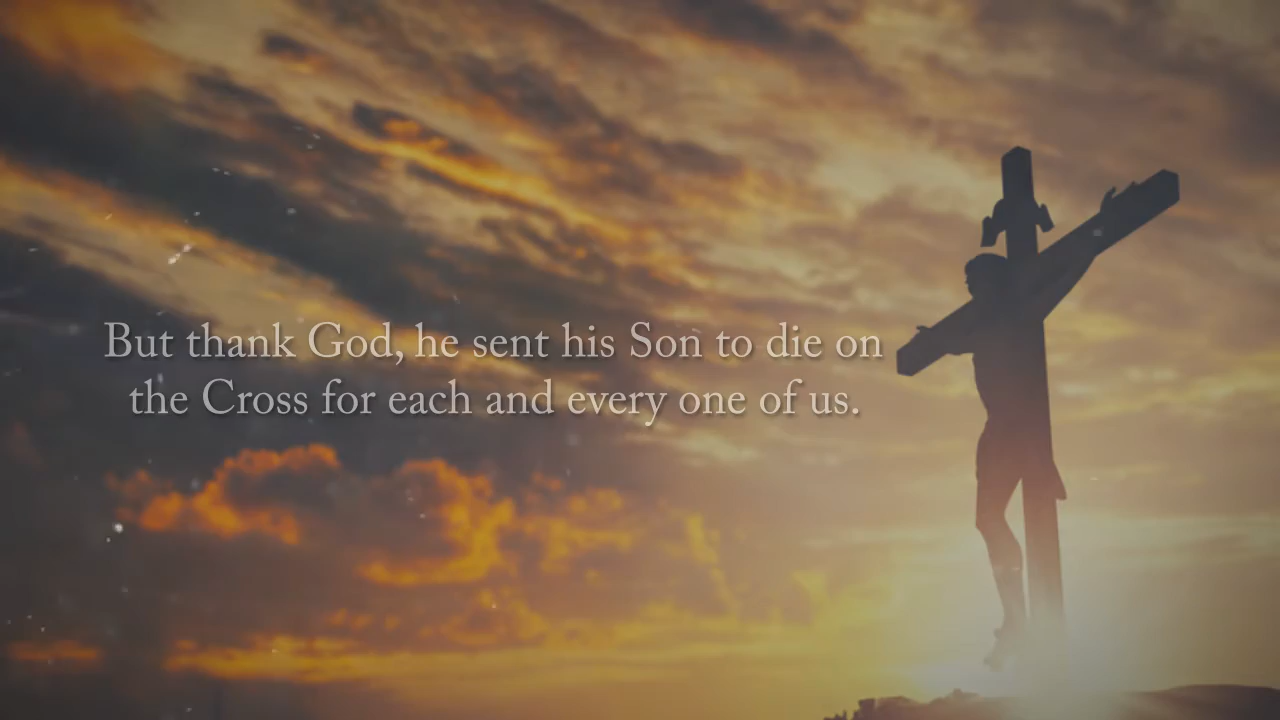 But thank God, he sent his Son to die on
the Cross for each and every one of us.